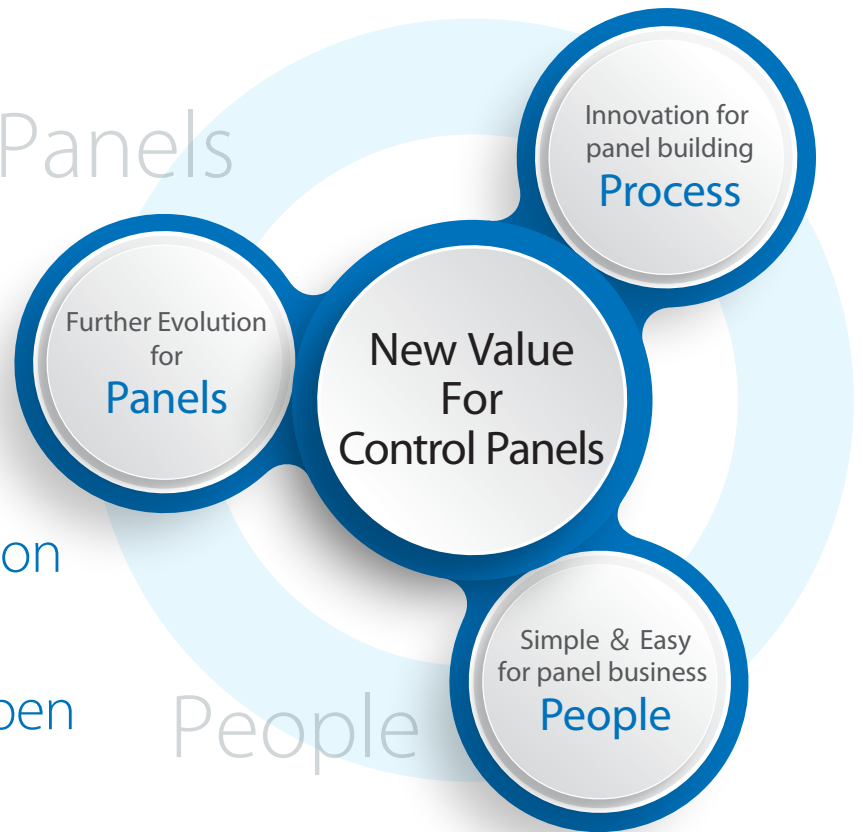 Panels
Innovation for
panel building
Process
Further Evolution
for
Panels
New Value
For
Control Panels
on
pen
Simple & Easy
for panel business
People
People